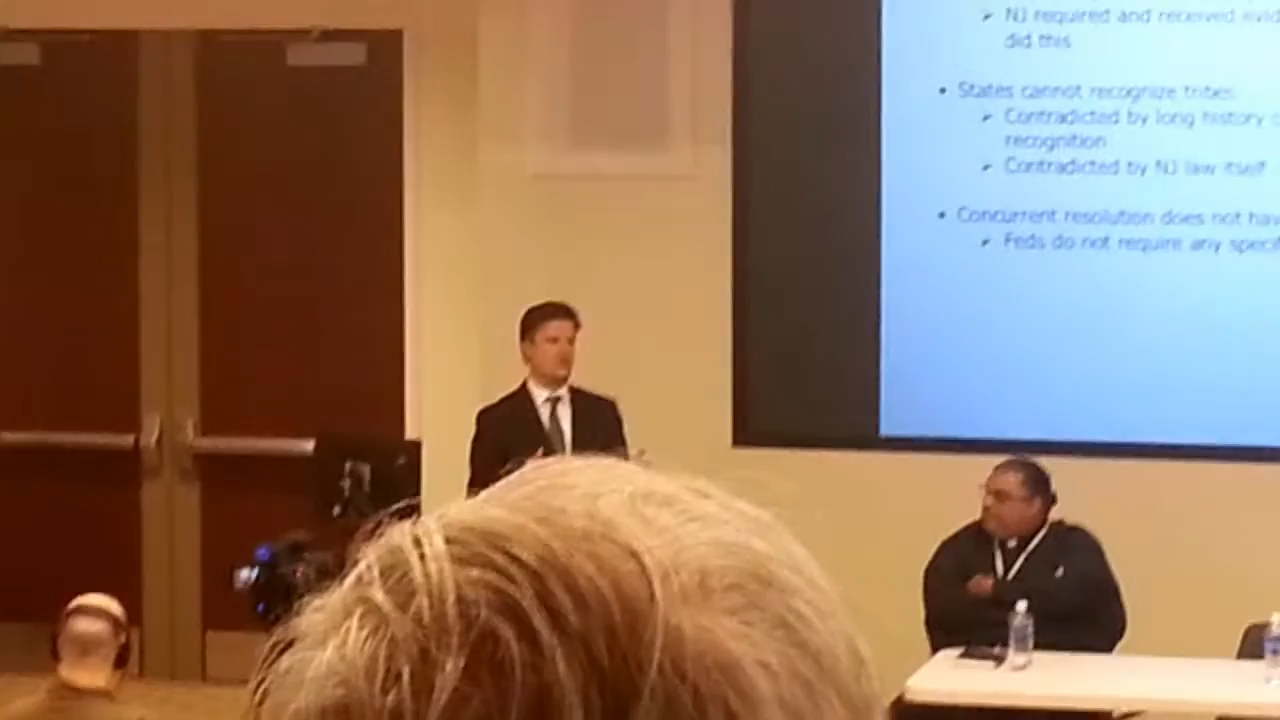 ➢ NJ required and received evid
did this
• States cannot recognize tribes
➢ Contradicted by long history o
recognition
➢ Contradicted by NJ law itself
• Concurrent resolution does not hav
➢ Feds do not require any specif